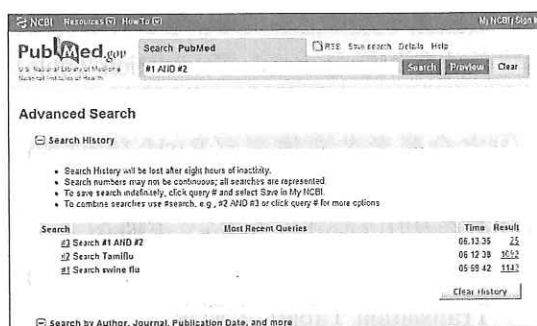 NCBI Resources How To My NCBI Sign In
PubMed.gov
U.S. National Library of Medicine
National Institutes of Health
Search PubMed
RSS Save search Details Help
#1 AND #2
Search Preview Clear
Advanced Search
Search History
Search History will be lost after eight hours of inactivity.
Search numbers may not be continuous; all searches are represented.
To save search indefinitely, click query # and select Save in My NCBI.
To combine searches use #search, e.g., #2 AND #3 or click query # for more options
Search Most Recent Queries Time Result
#3 Search #1 AND #2 06:13:35 25
#2 Search Tamiflu 06:12:38
#1 Search swine flu 05:59:42 1142
Clear History
Search by Author, Journal, Publication Date, and more